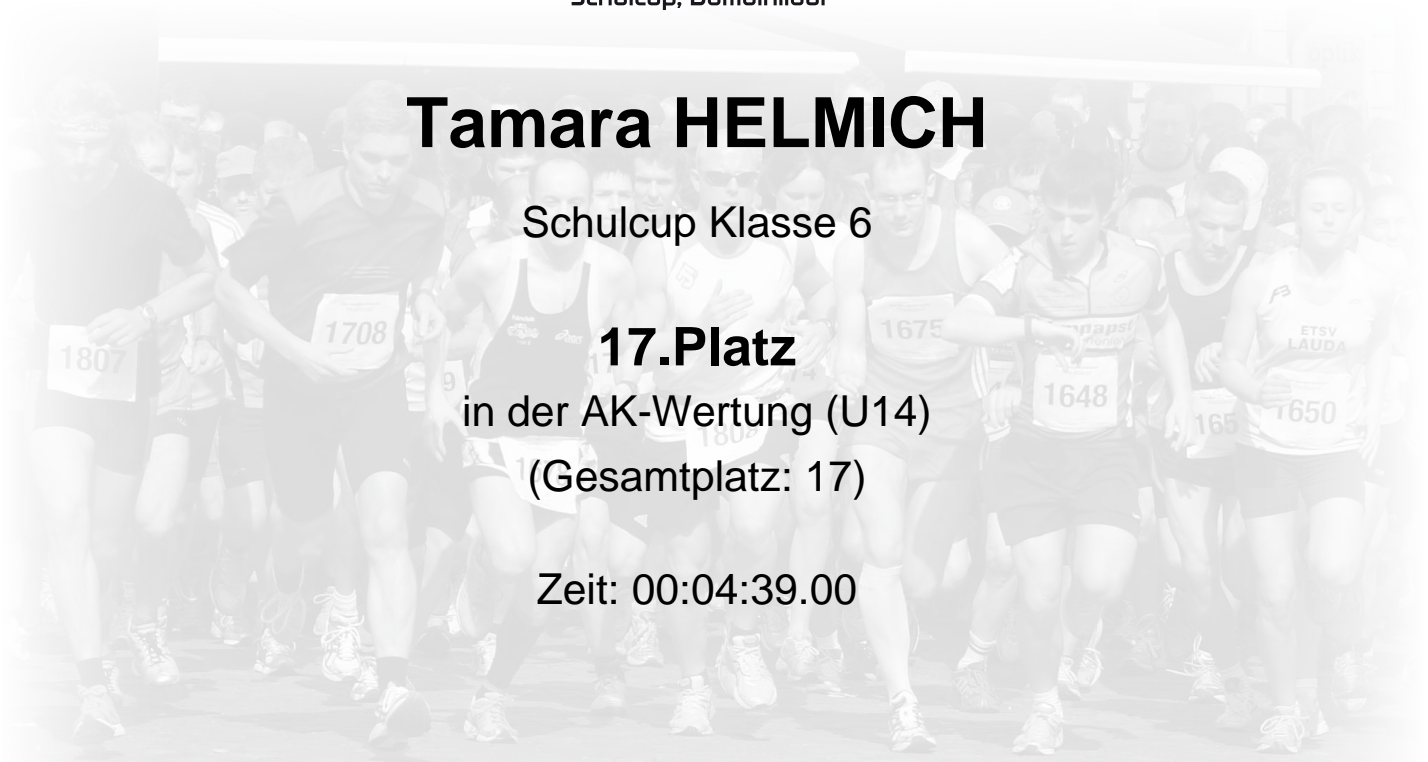 Tamara HELMICH
Schulcup Klasse 6
17.Platz
in der AK-Wertung (U14)
(Gesamtplatz: 17)
Zeit: 00:04:39.00
1807
1708
1675
1648
1650
165
ETSV
LAUDA